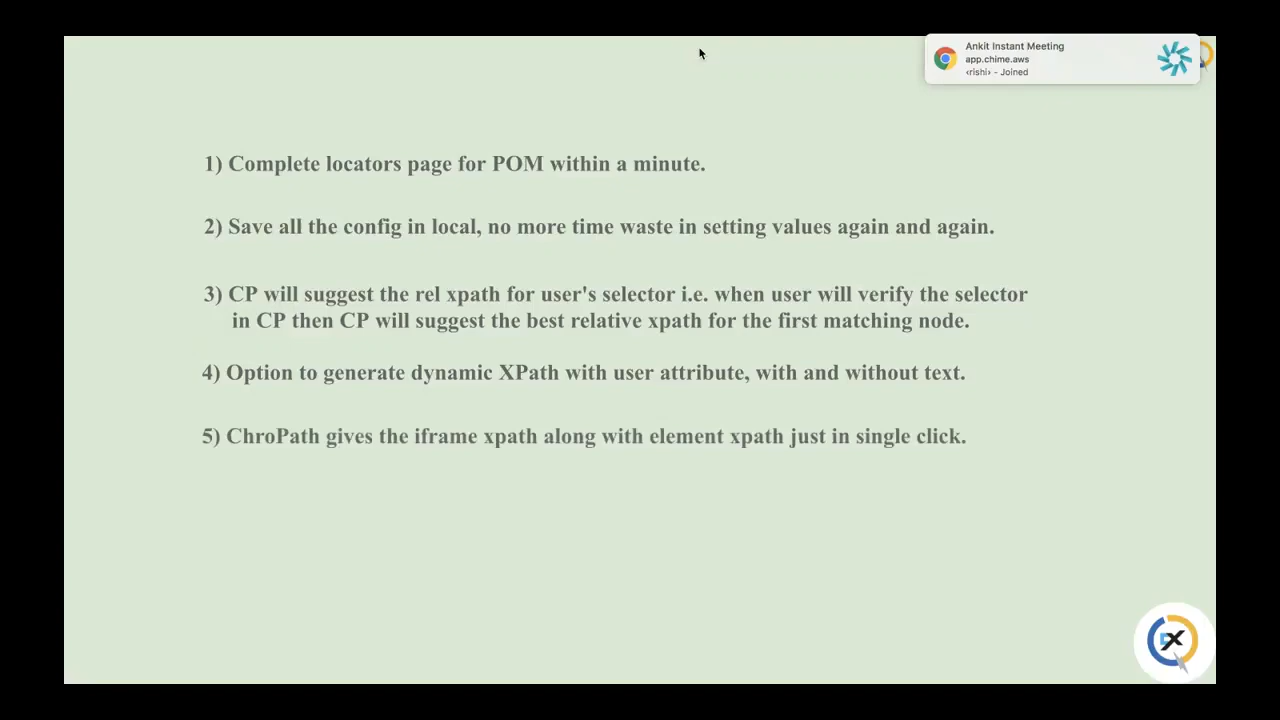 Ankit Instant Meeting
app.chime.aws
‹rishi› - Joined
1) Complete locators page for POM within a minute.
2) Save all the config in local, no more time waste in setting values again and again.
3) CP will suggest the rel xpath for user's selector i.e. when user will verify the selector
in CP then CP will suggest the best relative xpath for the first matching node.
4) Option to generate dynamic XPath with user attribute, with and without text.
5) ChroPath gives the iframe xpath along with element xpath just in single click.